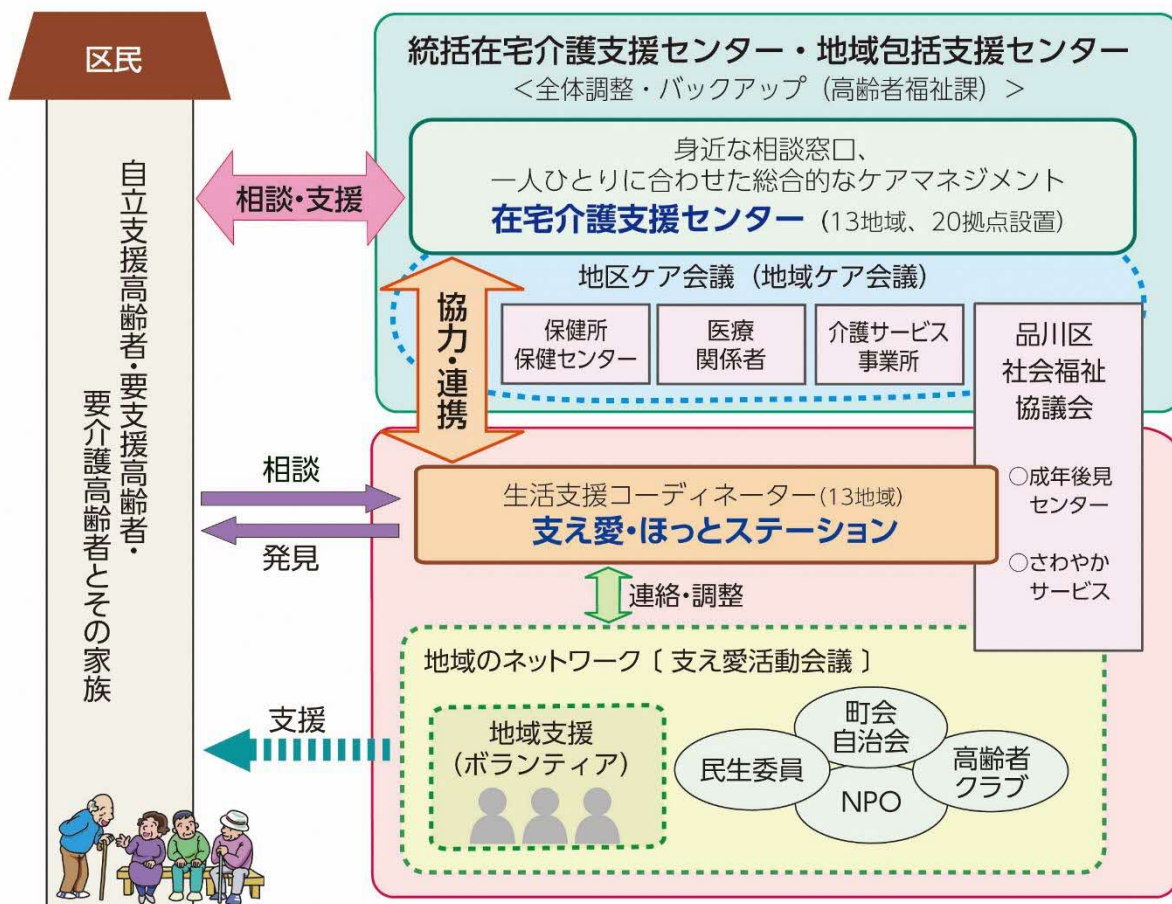 区民
自立支援高齢者・要支援高齢者・
要介護高齢者とその家族
統括在宅介護支援センター・地域包括支援センター
＜全体調整・バックアップ（高齢者福祉課）＞
身近な相談窓口、
一人ひとりに合わせた総合的なケアマネジメント
在宅介護支援センター（13地域、20拠点設置）
相談・支援
地区ケア会議（地域ケア会議）
保健所
保健センター
医療
関係者
介護サービス
事業所
品川区
社会福祉
協議会
○成年後見
センター
○さわやか
サービス
協力・連携
相談
発見
生活支援コーディネーター（13地域）
支え愛・ほっとステーション
連絡・調整
地域のネットワーク〔支え愛活動会議〕
支援
地域支援
（ボランティア）
民生委員
町会
自治会
NPO
高齢者
クラブ